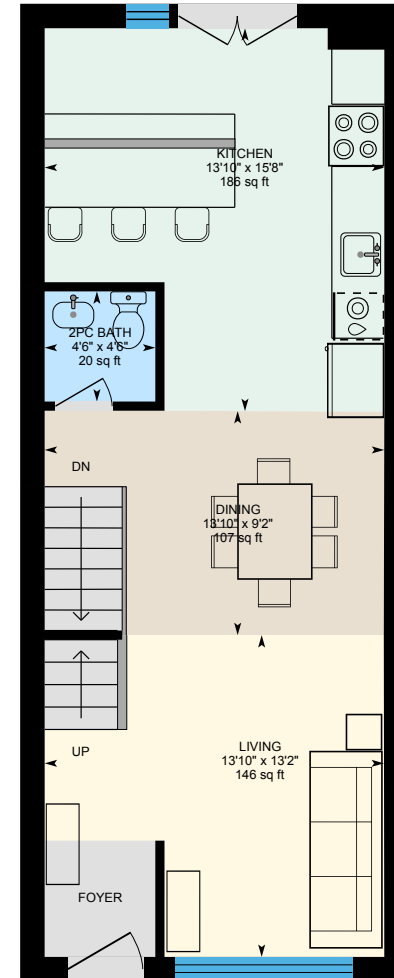 KITCHEN
13'10" x 15'8"
186 sq ft
2PC BATH
4'6" x 4'6"
20 sq ft
DN
DINING
13'10" x 9'2"
107 sq ft
UP
LIVING
13'10" x 13'2"
146 sq ft
FOYER